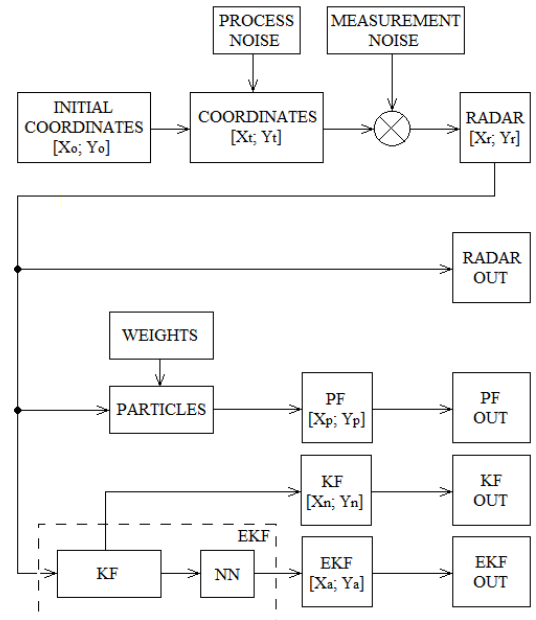 PROCESS
NOISE
MEASUREMENT
NOISE
INITIAL
COORDINATES
[Xo; Yo]
COORDINATES
[Xt; Yt]
RADAR
[Xr; Yr]
RADAR
OUT
WEIGHTS
PARTICLES
PF
[Xp; Yp]
PF
OUT
KF
[Xn; Yn]
KF
OUT
EKF
KF
NN
EKF
[Xa; Ya]
EKF
OUT